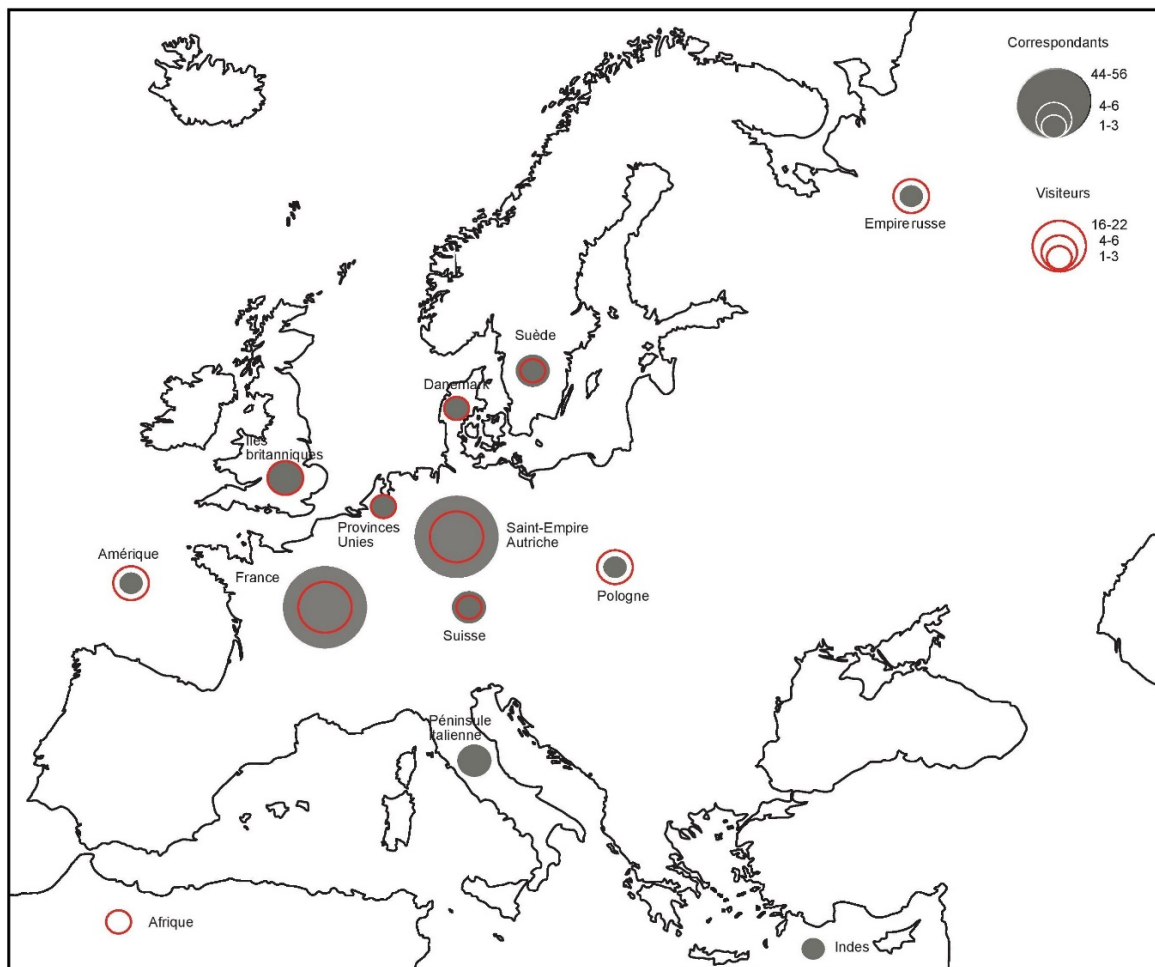 Correspondants
44-56
4-6
1-3
Visiteurs
16-22
4-6
1-3
Empire russe
Suède
Danemark
Iles
britanniques
Provinces
Unies
Saint-Empire
Autriche
Amérique
France
Pologne
Suisse
Péninsule
italienne
Afrique
Indes